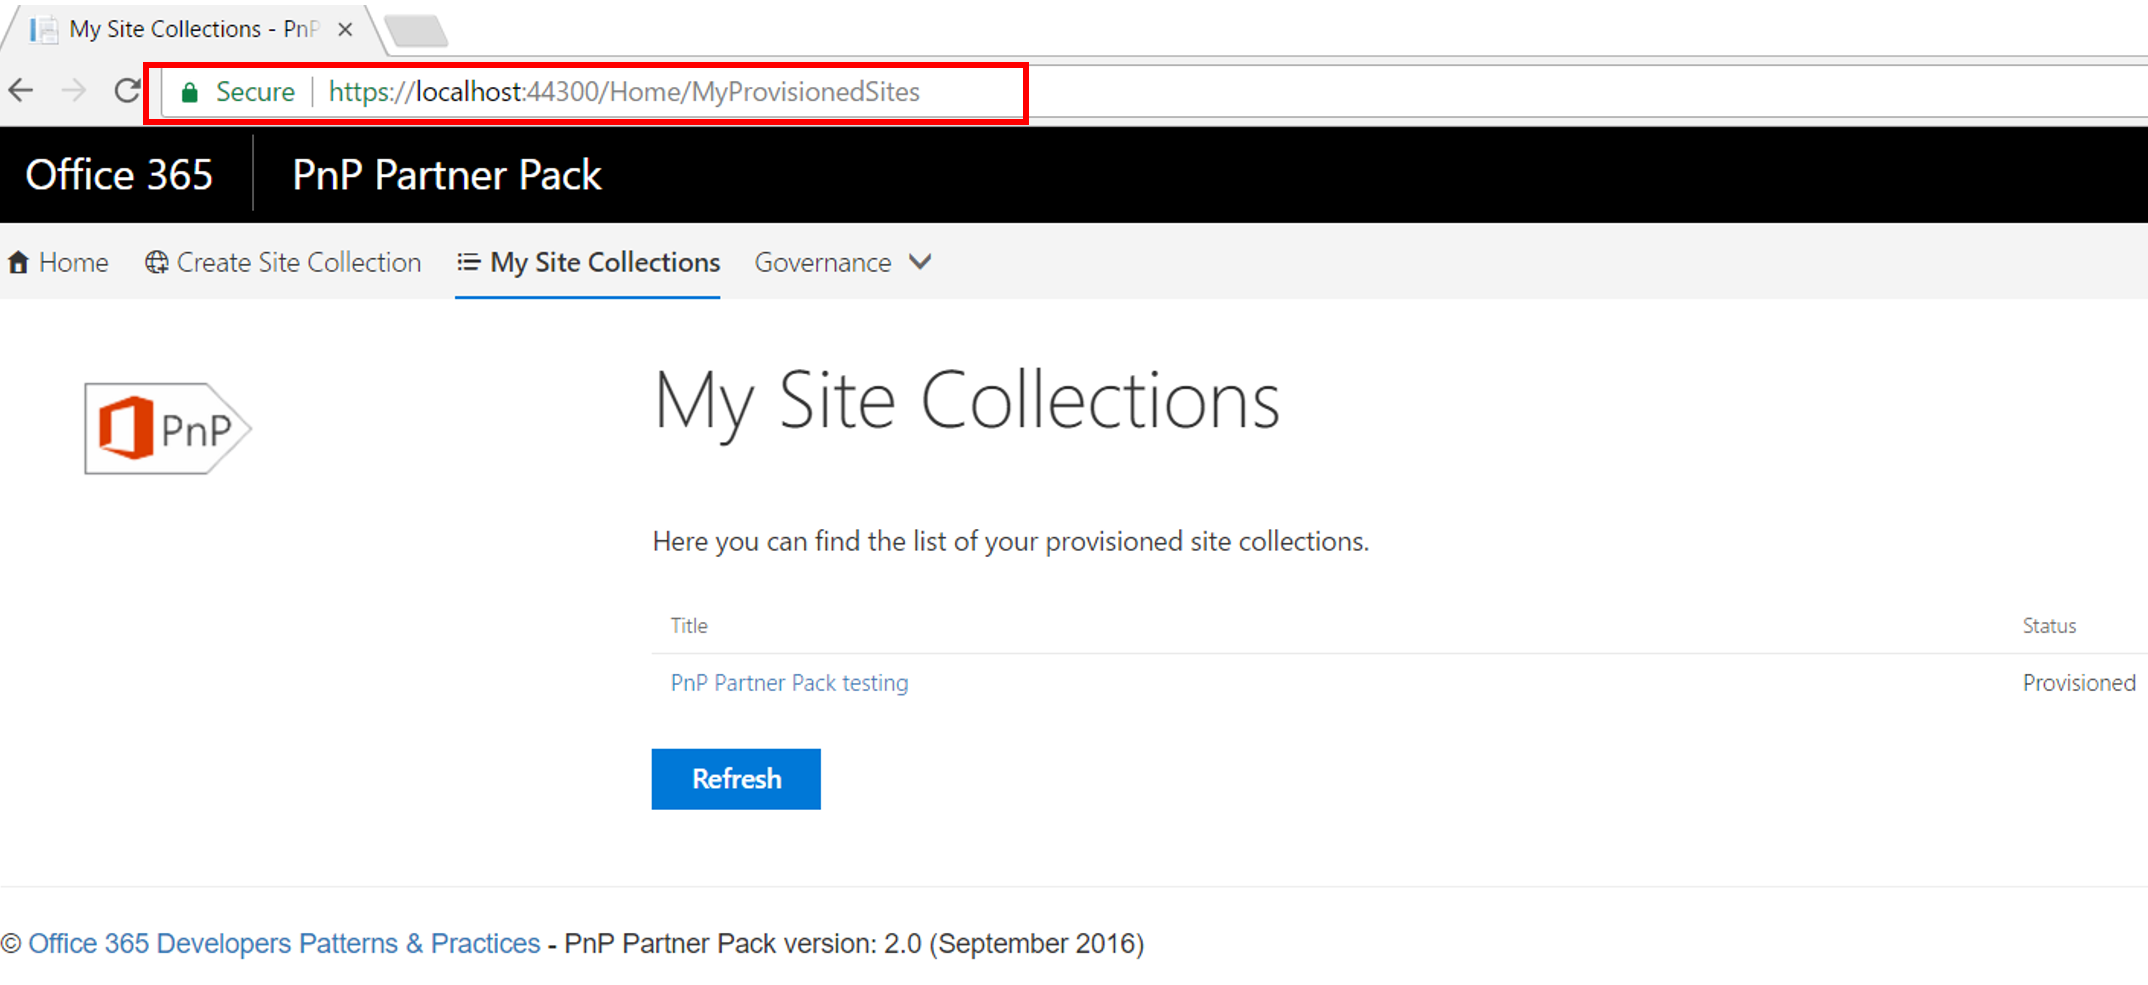 My Site Collections - PnP
Secure | https://localhost:44300/Home/MyProvisionedSites
Office 365 PnP Partner Pack
Home Create Site Collection My Site Collections Governance
PnP
My Site Collections
Here you can find the list of your provisioned site collections.
Title Status
PnP Partner Pack testing Provisioned
Refresh
© Office 365 Developers Patterns & Practices - PnP Partner Pack version: 2.0 (September 2016)